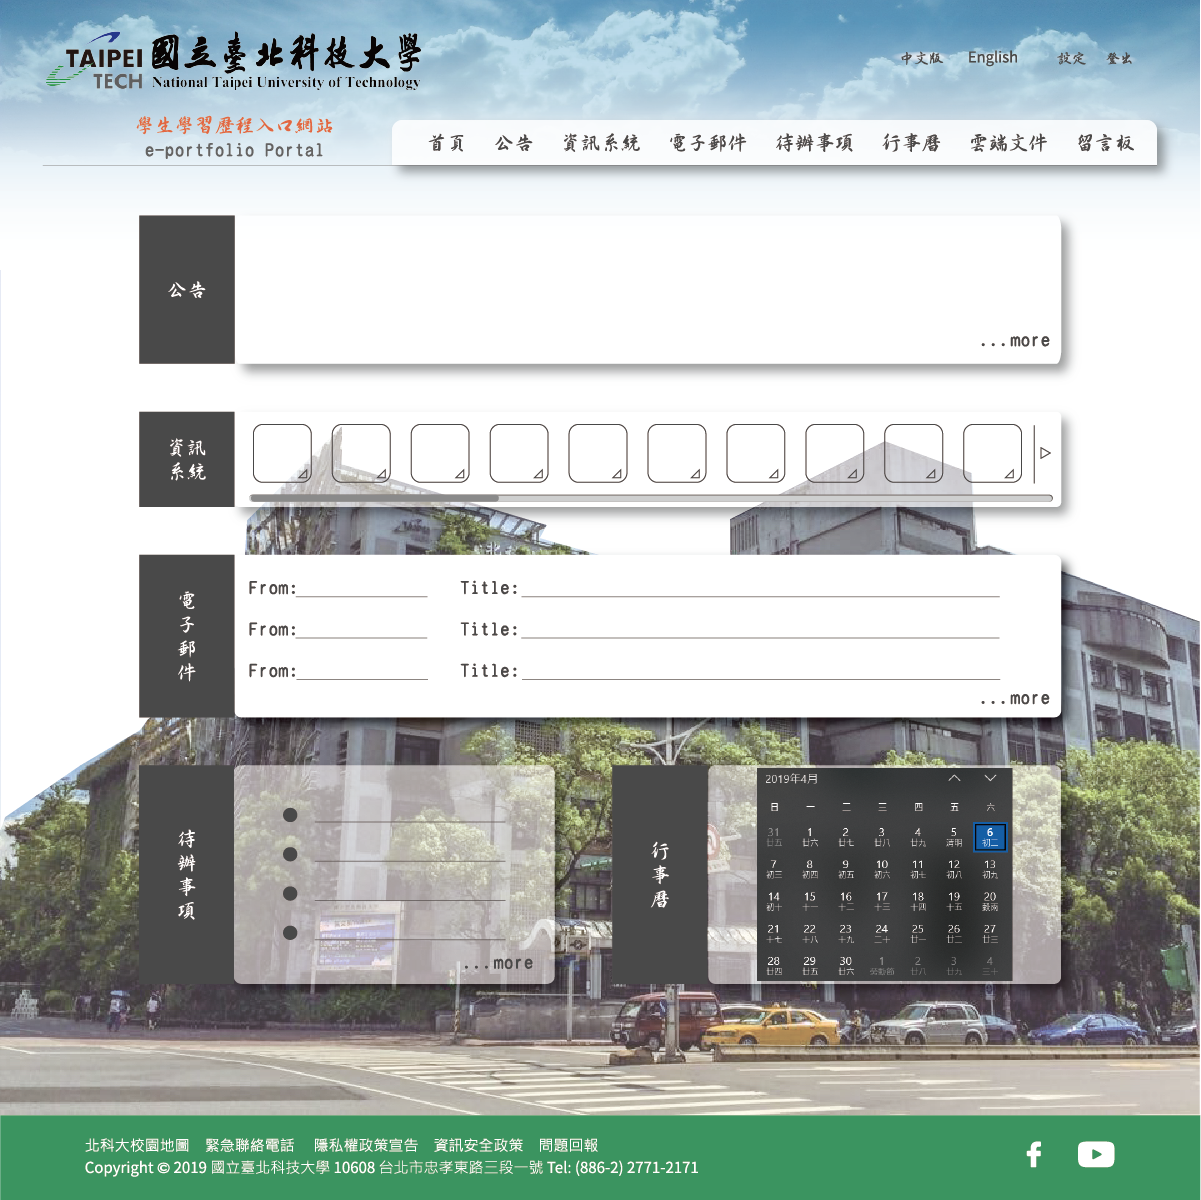 TAIPEI
TECH
國立臺北科技大學
National Taipei University of Technology
中文版 English 設定 登出
學生學習歷程入口網站
e-portfolio Portal
首頁 公告 資訊系統 電子郵件 待辦事項 行事曆 雲端文件 留言板
公告
...more
資訊
系統
電子郵件
From: Title:
From: Title:
From: Title:
...more
待辦事項
...more
行事曆
2019年4月
日 一 二 三 四 五 六
31 1 2 3 4 5 6
廿五 廿六 廿七 廿八 廿九 清明 初二
7 8 9 10 11 12 13
初三 初四 初五 初六 初七 初八 初九
14 15 16 17 18 19 20
初十 十一 十二 十三 十四 十五 穀雨
21 22 23 24 25 26 27
十七 十八 十九 二十 廿一 廿二 廿三
28 29 30 1 2 3 4
廿四 廿五 廿六 勞動節 廿八 廿九 三十
北科大校園地圖 緊急聯絡電話 隱私權政策宣告 資訊安全政策 問題回報
Copyright © 2019 國立臺北科技大學 10608 台北市忠孝東路三段一號 Tel: (886-2) 2771-2171